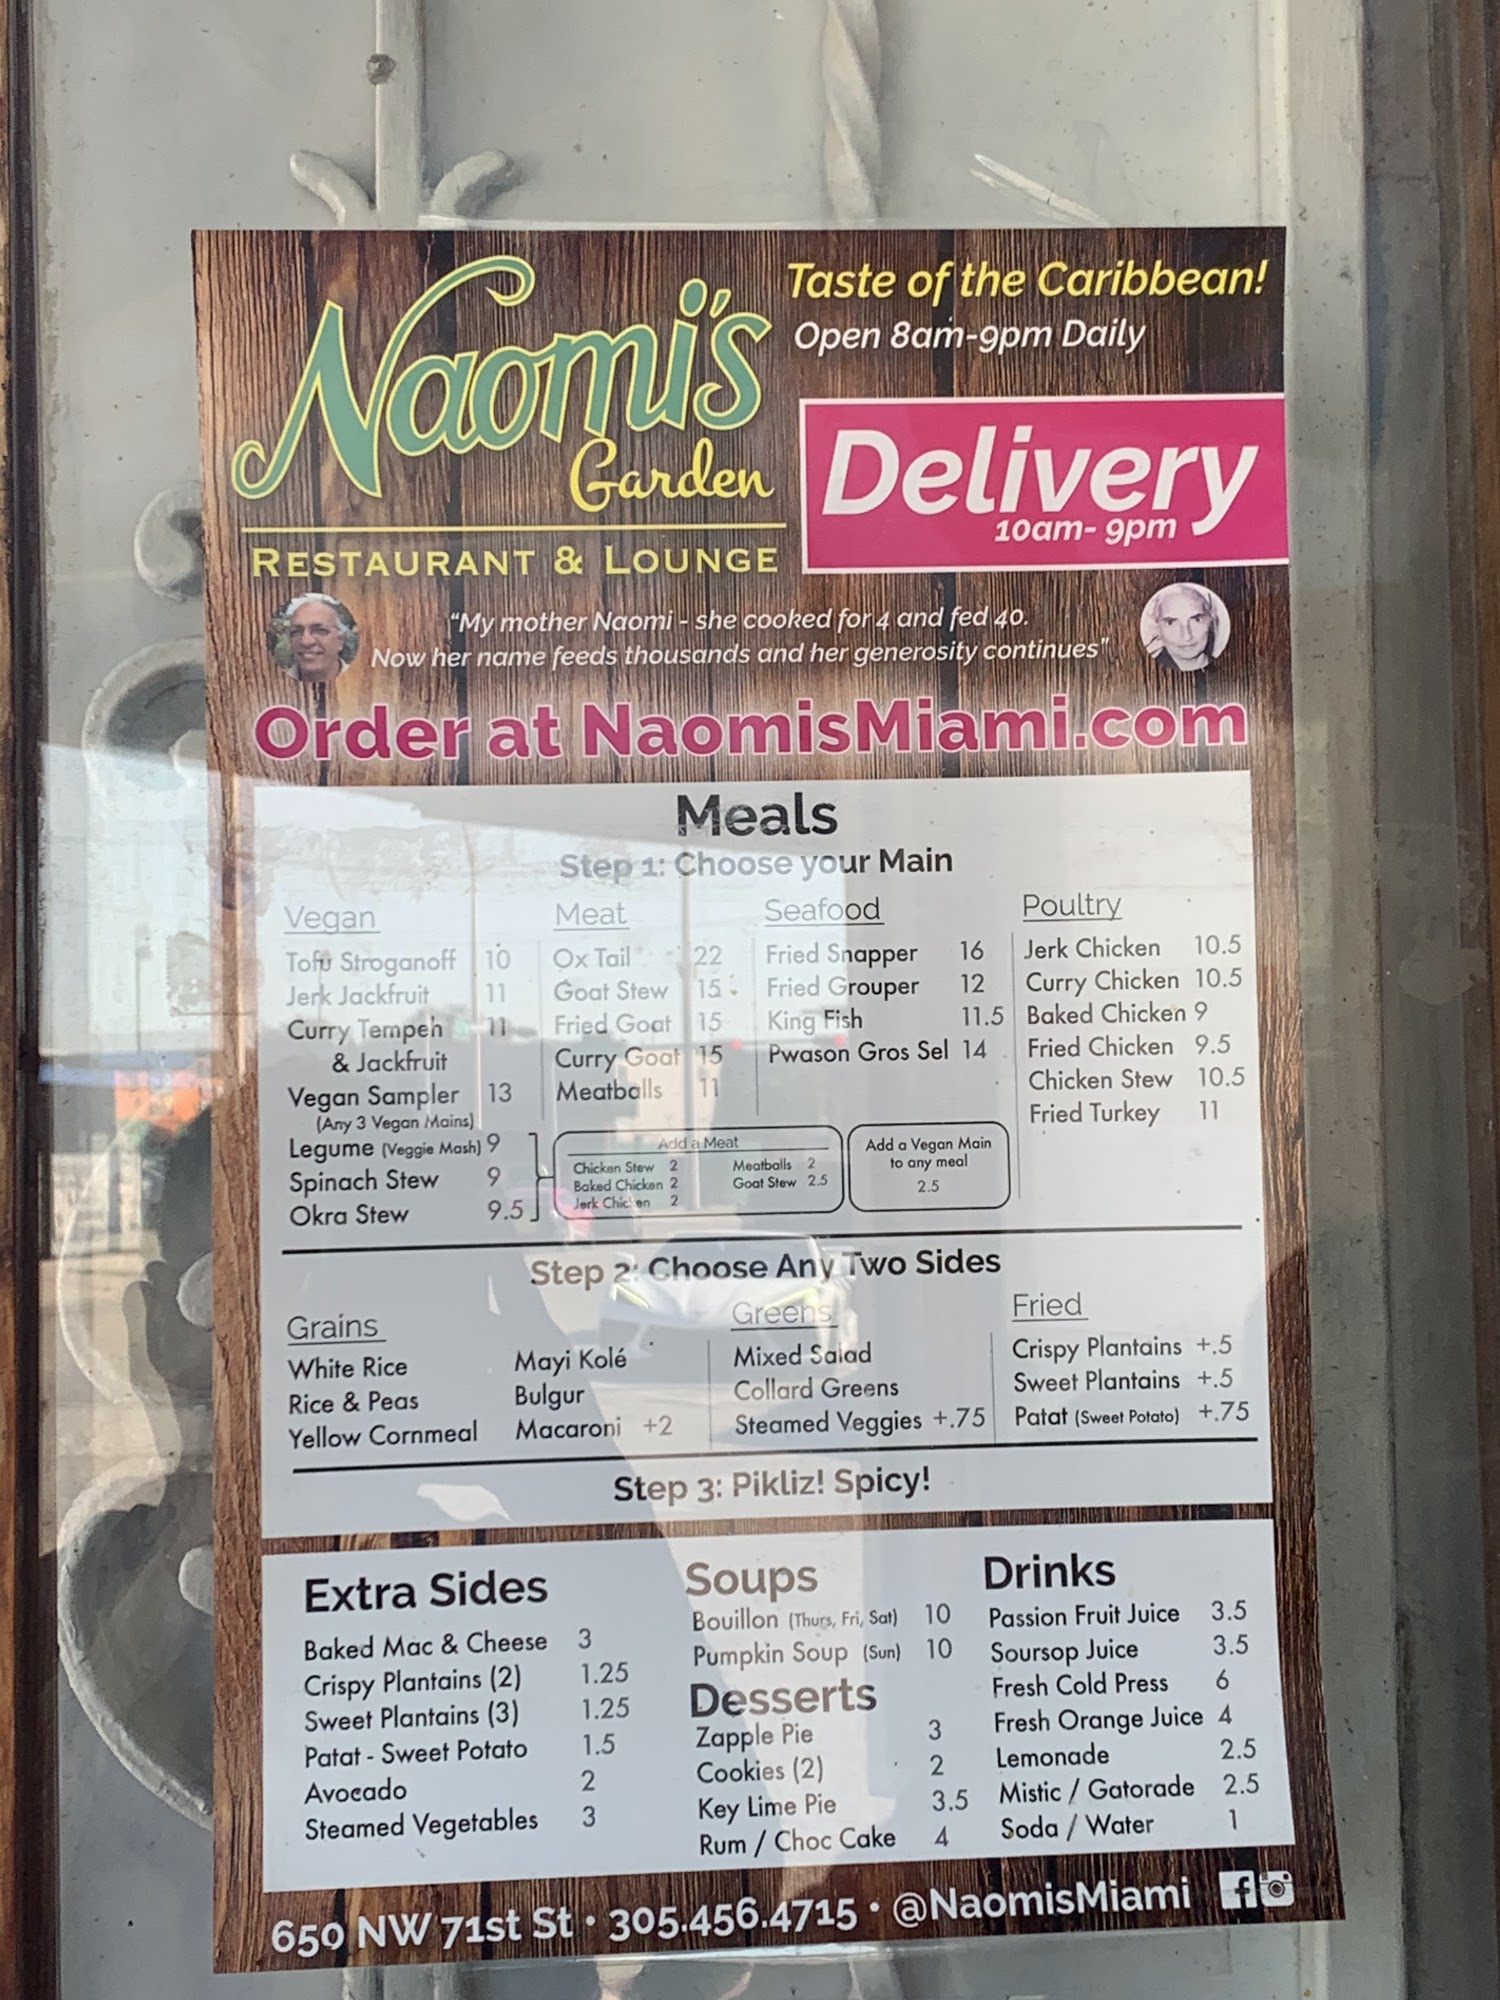 Naomi's
Garden
RESTAURANT & LOUNGE
Taste of the Caribbean!
Open 8am-9pm Daily
Delivery
10am- 9pm
"My mother Naomi - she cooked for 4 and fed 40.
Now her name feeds thousands and her generosity continues"
Order at NaomisMiami.com
Meals
Step 1: Choose your Main
Vegan
Tofu Stroganoff 10
Jerk Jackfruit 11
Curry Tempeh 11
& Jackfruit
Vegan Sampler 13
(Any 3 Vegan Mains)
Legume (Veggie Mash) 9
Spinach Stew 9
Okra Stew 9.5
Meat
Ox Tail 22
Goat Stew 15
Fried Goat 15
Curry Goat 15
Meatballs 11
Seafood
Fried Snapper 16
Fried Grouper 12
King Fish 11.5
Pwason Gros Sel 14
Poultry
Jerk Chicken 10.5
Curry Chicken 10.5
Baked Chicken 9
Fried Chicken 9.5
Chicken Stew 10.5
Fried Turkey 11
Add a Meat
Chicken Stew 2
Baked Chicken 2
Jerk Chicken 2
Meatballs 2
Goat Stew 2.5
Add a Vegan Main
to any meal
2.5
Step 2: Choose Any Two Sides
Grains
White Rice
Rice & Peas
Yellow Cornmeal
Mayi Kolé
Bulgur
Macaroni +2
Greens
Mixed Salad
Collard Greens
Steamed Veggies +.75
Fried
Crispy Plantains +.5
Sweet Plantains +.5
Patat (Sweet Potato) +.75
Step 3: Pikliz! Spicy!
Extra Sides
Baked Mac & Cheese 3
Crispy Plantains (2) 1.25
Sweet Plantains (3) 1.25
Patat - Sweet Potato 1.5
Avocado 2
Steamed Vegetables 3
Soups
Bouillon (Thurs, Fri, Sat) 10
Pumpkin Soup (Sun) 10
Desserts
Zapple Pie 3
Cookies (2) 2
Key Lime Pie 3.5
Rum / Choc Cake 4
Drinks
Passion Fruit Juice 3.5
Soursop Juice 3.5
Fresh Cold Press 6
Fresh Orange Juice 4
Lemonade 2.5
Mistic / Gatorade 2.5
Soda / Water 1
650 NW 71st St • 305.456.4715 • @NaomisMiami